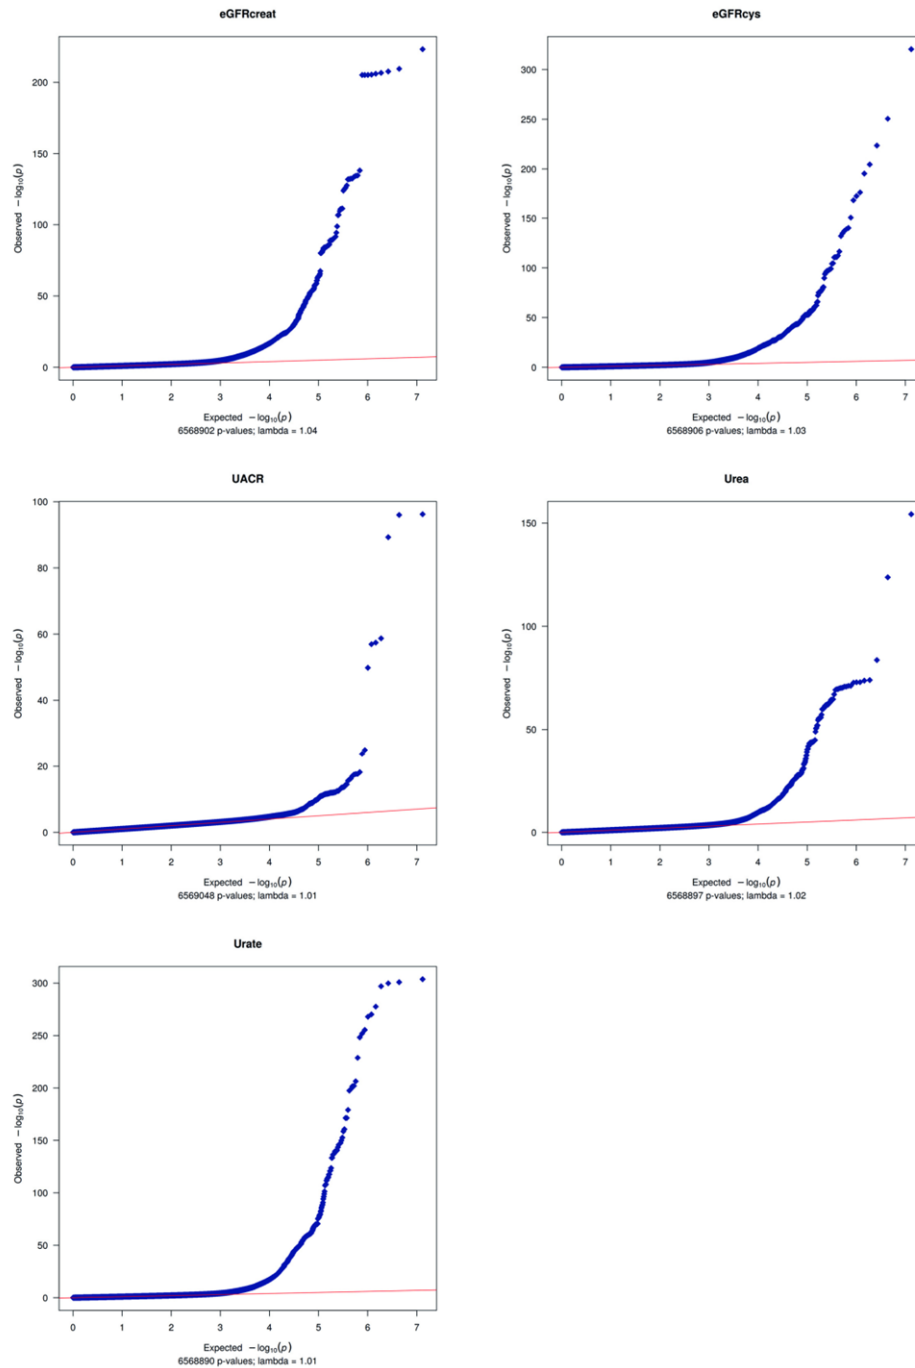 eGFRcreat
200
150
100
50
0
Observed −log₁₀(p)
0 1 2 3 4 5 6 7
Expected −log₁₀(p)
6568902 p-values; lambda = 1.04
eGFRcys
300
250
200
150
100
50
0
Observed −log₁₀(p)
0 1 2 3 4 5 6 7
Expected −log₁₀(p)
6568906 p-values; lambda = 1.03
UACR
100
80
60
40
20
0
Observed −log₁₀(p)
0 1 2 3 4 5 6 7
Expected −log₁₀(p)
6569048 p-values; lambda = 1.01
Urea
150
100
50
0
Observed −log₁₀(p)
0 1 2 3 4 5 6 7
Expected −log₁₀(p)
6568897 p-values; lambda = 1.02
Urate
300
250
200
150
100
50
0
Observed −log₁₀(p)
0 1 2 3 4 5 6 7
Expected −log₁₀(p)
6568890 p-values; lambda = 1.01